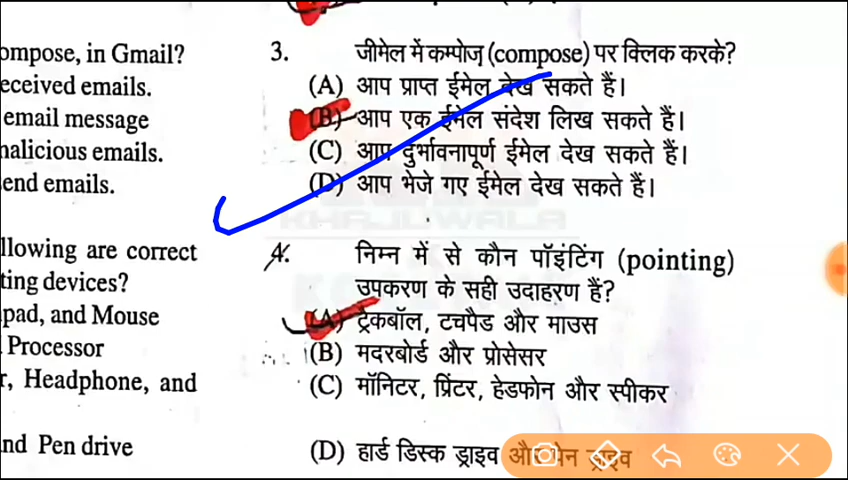 ompose, in Gmail?
eceived emails.
email message
nalicious emails.
end emails.
llowing are correct
ting devices?
pad, and Mouse
Processor
r, Headphone, and
nd Pen drive
3. जीमेल में कम्पोज़ (compose) पर क्लिक करके?
(A) आप प्राप्त ईमेल देख सकते हैं।
(B) आप एक ईमेल संदेश लिख सकते हैं।
(C) आप दुर्भावनापूर्ण ईमेल देख सकते हैं।
(D) आप भेजे गए ईमेल देख सकते हैं।
KHAJUWALA
4. निम्न में से कौन पॉइंटिंग (pointing)
उपकरण के सही उदाहरण हैं?
(A) ट्रैकबॉल, टचपैड और माउस
(B) मदरबोर्ड और प्रोसेसर
(C) मॉनिटर, प्रिंटर, हेडफोन और स्पीकर
(D) हार्ड डिस्क ड्राइव और पेन ड्राइव